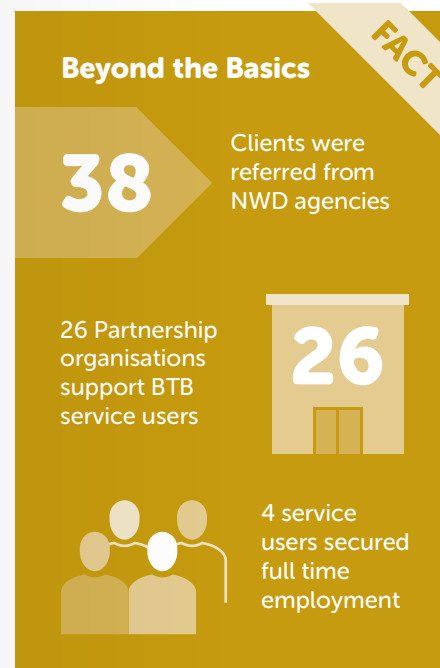 FACT
Beyond the Basics
38
Clients were
referred from
NWD agencies
26 Partnership
organisations
support BTB
service users
26
4 service
users secured
full time
employment